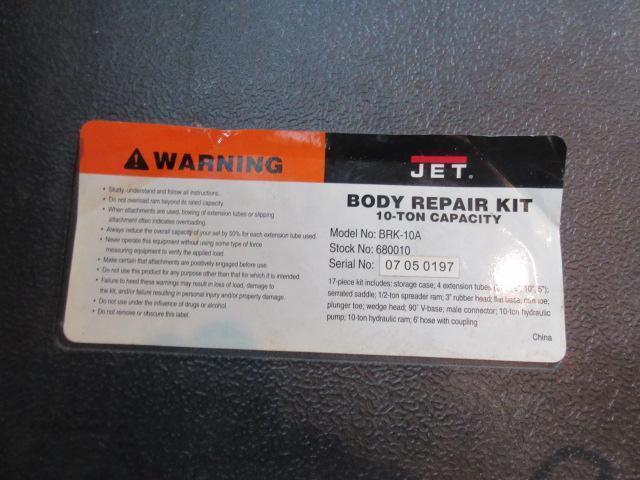 WARNING
• Study, understand and follow all instructions.
• Do not overload ram beyond its rated capacity.
• When attachments are used, bowing of extension tubes or slipping
attachment often indicates overloading.
• Always reduce the overall capacity of your set by 50% for each extension tube used.
• Never operate this equipment without using some type of force
measuring equipment to verify the applied load.
• Make certain that attachments are positively engaged before use.
• Do not use this product for any purpose other than that for which it is intended.
• Failure to heed these warnings may result in loss of load, damage to
the kit, and/or failure resulting in personal injury and/or property damage.
• Do not use under the influence of drugs or alcohol.
• Do not remove or obscure this label.
JET®
BODY REPAIR KIT
10-TON CAPACITY
Model No: BRK-10A
Stock No: 680010
Serial No: 07 05 0197
17-piece kit includes: storage case; 4 extension tubes 10", 5");
serrated saddle; 1/2-ton spreader ram; 3" rubber head; flat base; toe;
plunger toe; wedge head; 90° V-base; male connector; 10-ton hydraulic
pump; 10-ton hydraulic ram; 6' hose with coupling
China